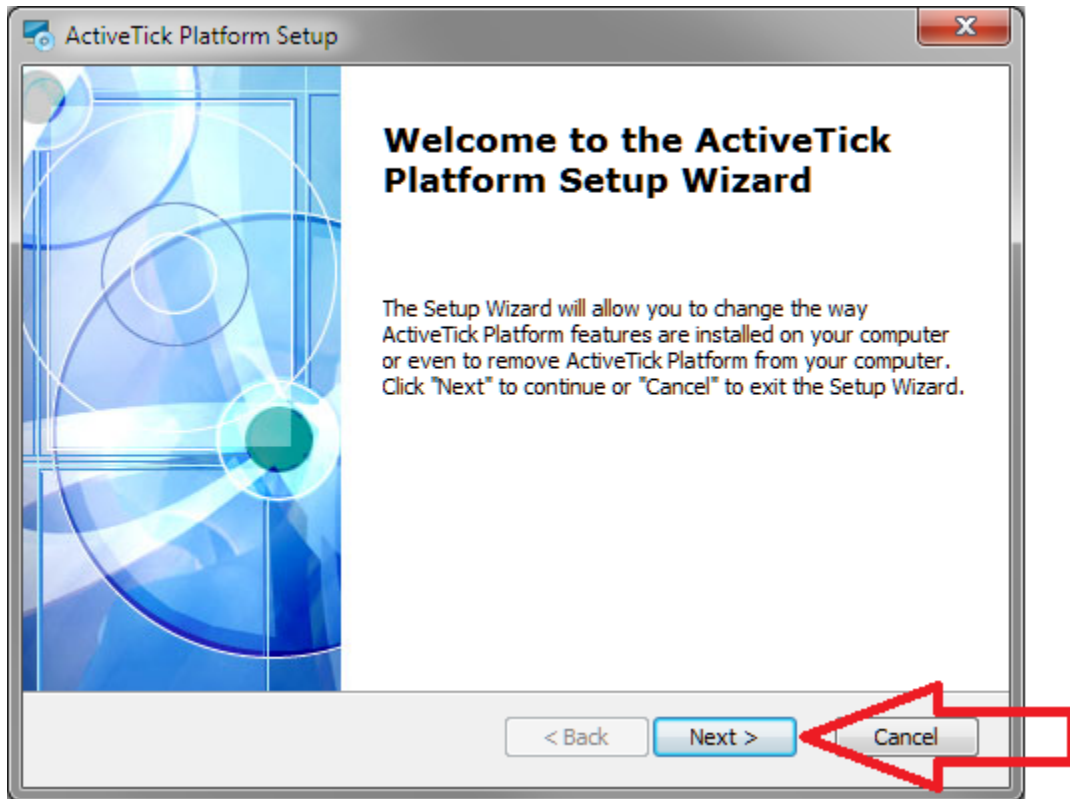 ActiveTick Platform Setup
Welcome to the ActiveTick
Platform Setup Wizard
The Setup Wizard will allow you to change the way
ActiveTick Platform features are installed on your computer
or even to remove ActiveTick Platform from your computer.
Click "Next" to continue or "Cancel" to exit the Setup Wizard.
< Back Next > Cancel